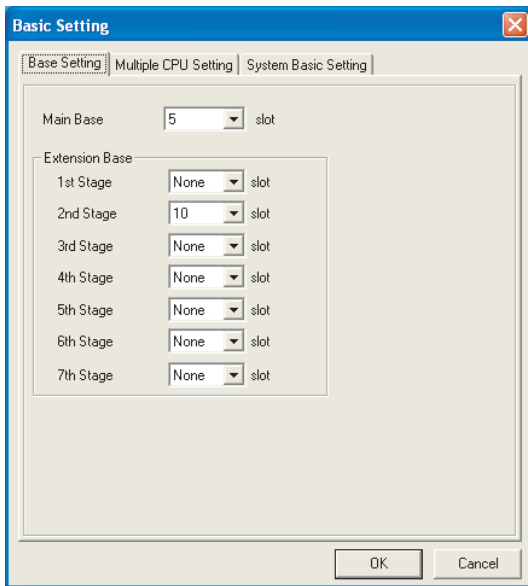 Basic Setting
Base Setting Multiple CPU Setting System Basic Setting
Main Base 5 slot
Extension Base
1st Stage None slot
2nd Stage 10 slot
3rd Stage None slot
4th Stage None slot
5th Stage None slot
6th Stage None slot
7th Stage None slot
OK Cancel